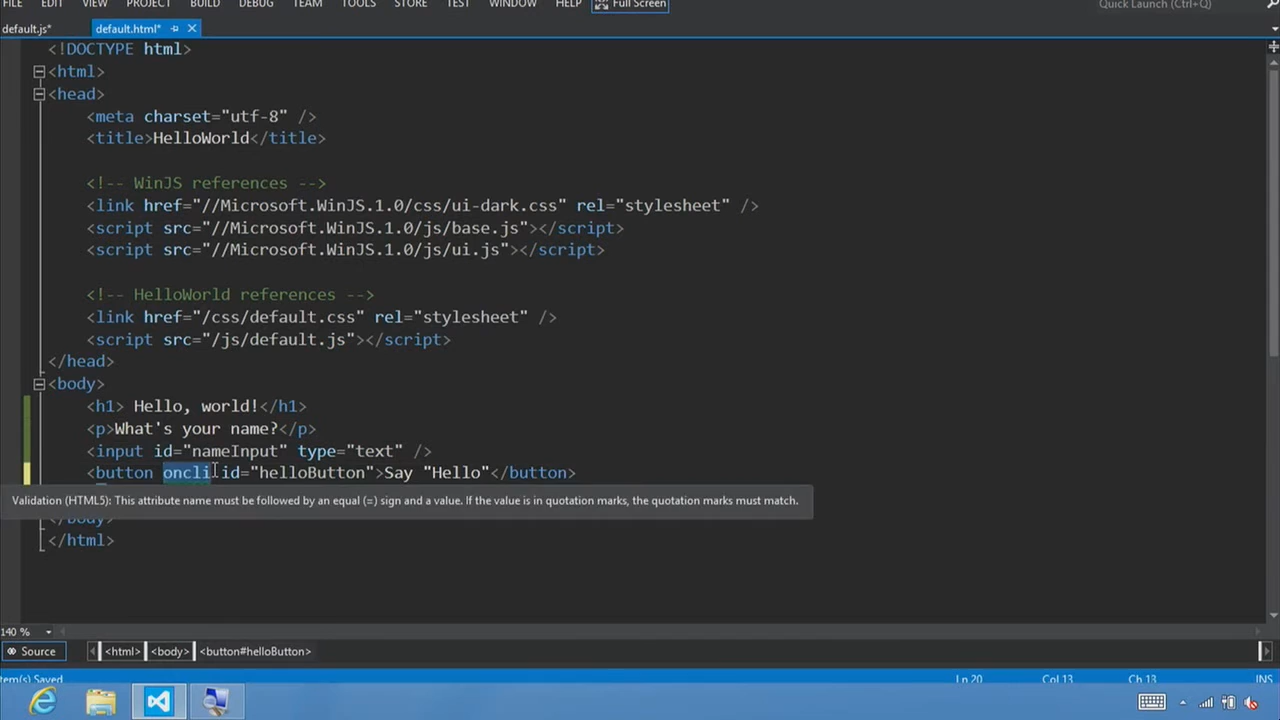 FILE EDIT VIEW PROJECT BUILD DEBUG TEAM TOOLS STORE TEST WINDOW HELP Full Screen Quick Launch (Ctrl+Q)
default.js* default.html*
<!DOCTYPE html>
<html>
<head>
<meta charset="utf-8" />
<title>HelloWorld</title>
<!-- WinJS references -->
<link href="//Microsoft.WinJS.1.0/css/ui-dark.css" rel="stylesheet" />
<script src="//Microsoft.WinJS.1.0/js/base.js"></script>
<script src="//Microsoft.WinJS.1.0/js/ui.js"></script>
<!-- HelloWorld references -->
<link href="/css/default.css" rel="stylesheet" />
<script src="/js/default.js"></script>
</head>
<body>
<h1> Hello, world!</h1>
<p>What's your name?</p>
<input id="nameInput" type="text" />
<button oncli id="helloButton">Say "Hello"</button>
Validation (HTML5): This attribute name must be followed by an equal (=) sign and a value. If the value is in quotation marks, the quotation marks must match.
</body>
</html>
140 %
Source <html> <body> <button#helloButton>
tem(s) Saved Ln 20 Col 13 Ch 13 INS